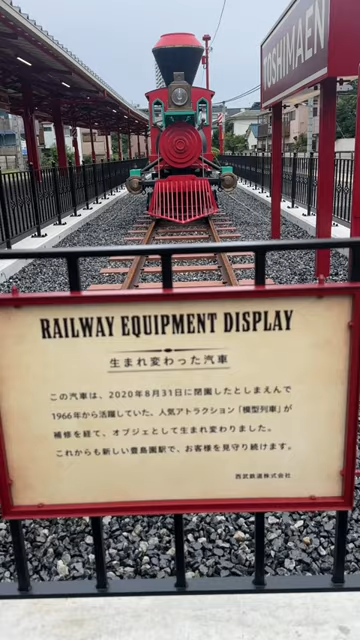 TOSHIMAEN
RAILWAY EQUIPMENT DISPLAY
生まれ変わった汽車
この汽車は、2020年8月31日に閉園したとしまえんで
1966年から活躍していた、人気アトラクション「模型列車」が
補修を経て、オブジェとして生まれ変わりました。
これからも新しい豊島園駅で、お客様を見守り続けます。
西武鉄道株式会社